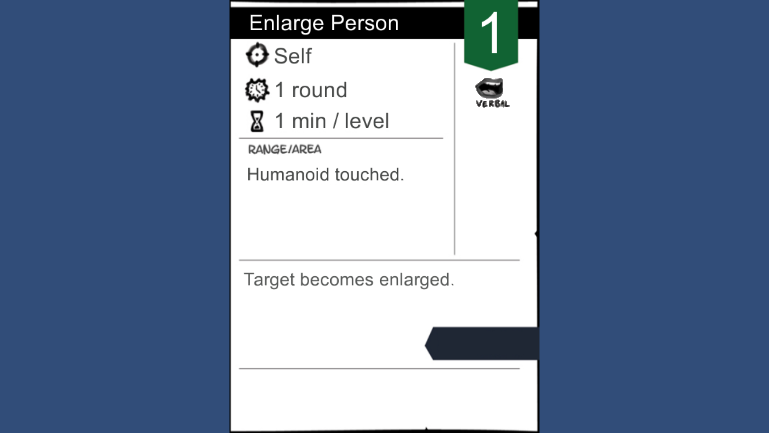 Enlarge Person
1
Self
1 round
VERBAL
1 min / level
RANGE/AREA
Humanoid touched.
Target becomes enlarged.